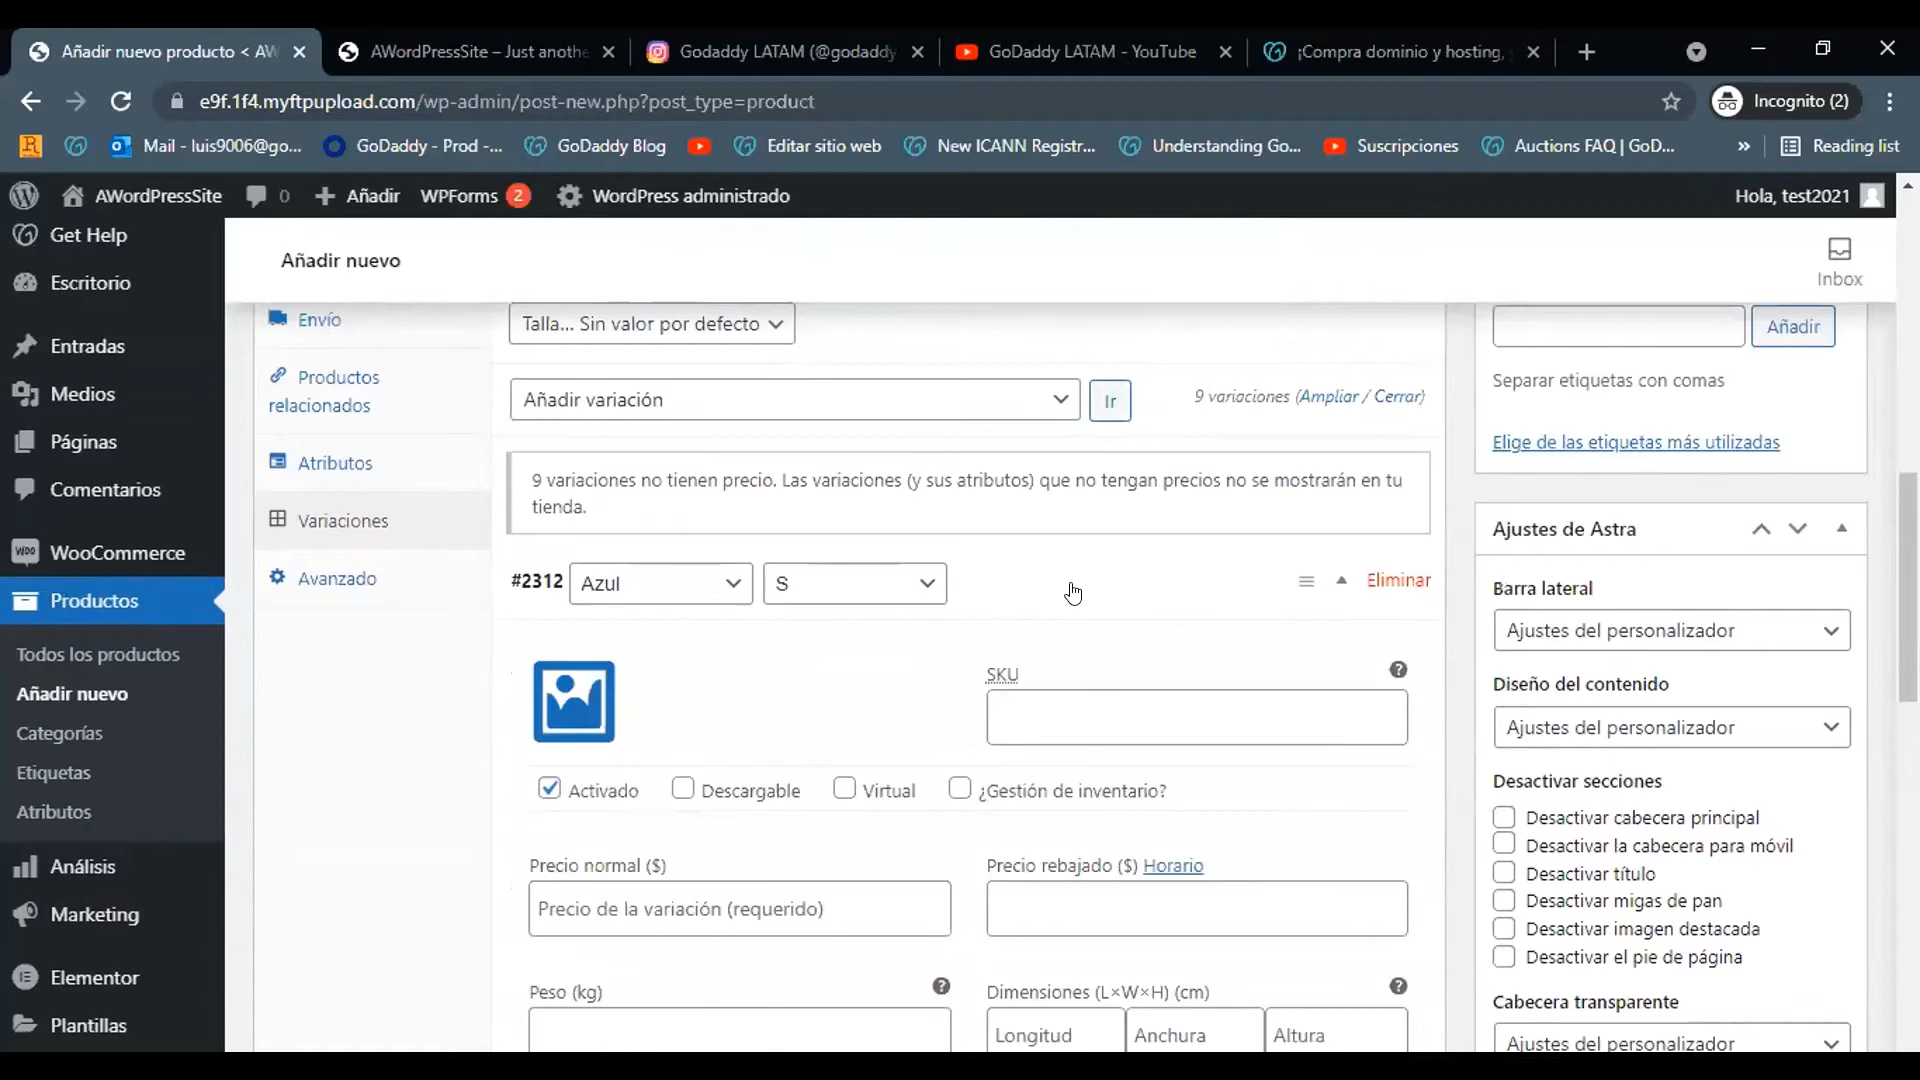 Añadir nuevo producto < AW
AWordPressSite – Just anothe
Godaddy LATAM (@godaddy
GoDaddy LATAM - YouTube
¡Compra dominio y hosting,
e9f.1f4.myftpupload.com/wp-admin/post-new.php?post_type=product
Incognito (2)
Mail - luis9006@go...
GoDaddy - Prod -...
GoDaddy Blog
Editar sitio web
New ICANN Registr...
Understanding Go...
Suscripciones
Auctions FAQ | GoD...
»
Reading list
AWordPressSite
0
Añadir
WPForms 2
WordPress administrado
Hola, test2021
Get Help
Escritorio
Entradas
Medios
Páginas
Comentarios
WooCommerce
Productos
Todos los productos
Añadir nuevo
Categorías
Etiquetas
Atributos
Análisis
Marketing
Elementor
Plantillas
Añadir nuevo
Inbox
Envío
Productos
relacionados
Atributos
Variaciones
Avanzado
Talla... Sin valor por defecto
Añadir variación
Ir
9 variaciones (Ampliar / Cerrar)
9 variaciones no tienen precio. Las variaciones (y sus atributos) que no tengan precios no se mostrarán en tu
tienda.
#2312 Azul S Eliminar
SKU
Activado Descargable Virtual ¿Gestión de inventario?
Precio normal ($)
Precio de la variación (requerido)
Precio rebajado ($) Horario
Peso (kg)
Dimensiones (L×W×H) (cm)
Longitud Anchura Altura
Añadir
Separar etiquetas con comas
Elige de las etiquetas más utilizadas
Ajustes de Astra
Barra lateral
Ajustes del personalizador
Diseño del contenido
Ajustes del personalizador
Desactivar secciones
Desactivar cabecera principal
Desactivar la cabecera para móvil
Desactivar título
Desactivar migas de pan
Desactivar imagen destacada
Desactivar el pie de página
Cabecera transparente
Ajustes del personalizador